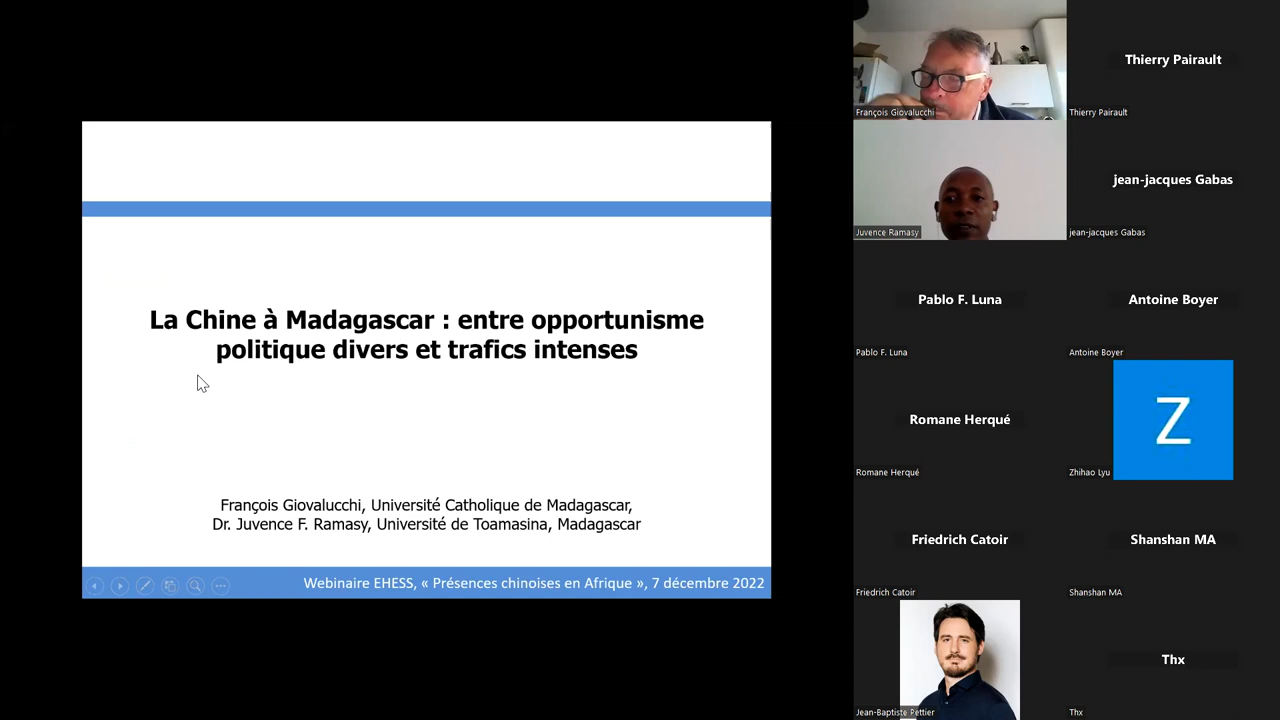 La Chine à Madagascar : entre opportunisme
politique divers et trafics intenses
François Giovalucchi, Université Catholique de Madagascar,
Dr. Juvence F. Ramasy, Université de Toamasina, Madagascar
Webinaire EHESS, « Présences chinoises en Afrique », 7 décembre 2022
François Giovalucchi
Thierry Pairault
Thierry Pairault
Juvence Ramasy
jean-jacques Gabas
jean-jacques Gabas
Pablo F. Luna
Pablo F. Luna
Antoine Boyer
Antoine Boyer
Romane Herqué
Romane Herqué
Z
Zhihao Lyu
Friedrich Catoir
Friedrich Catoir
Shanshan MA
Shanshan MA
Jean-Baptiste Pettier
Thx
Thx